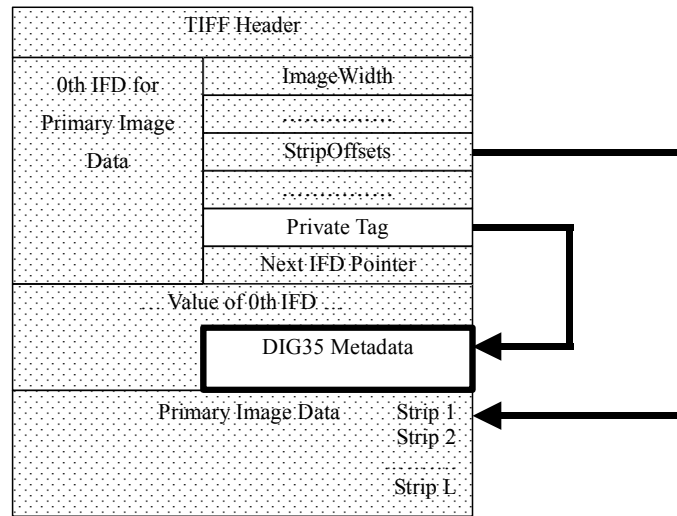 TIFF Header
0th IFD for
Primary Image
Data
ImageWidth
...............
StripOffsets
...............
Private Tag
Next IFD Pointer
.... Value of 0th IFD ....
DIG35 Metadata
Primary Image Data
Strip 1
Strip 2
...........
Strip L